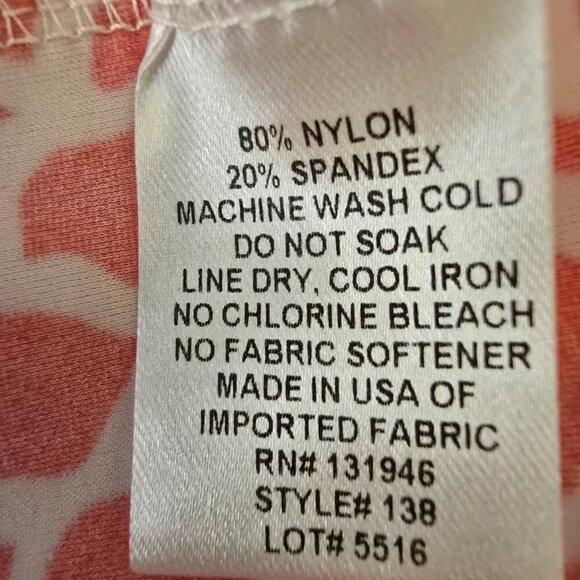 80% NYLON
20% SPANDEX
MACHINE WASH COLD
DO NOT SOAK
LINE DRY, COOL IRON
NO CHLORINE BLEACH
NO FABRIC SOFTENER
MADE IN USA OF
IMPORTED FABRIC
RN# 131946
STYLE# 138
LOT# 5516